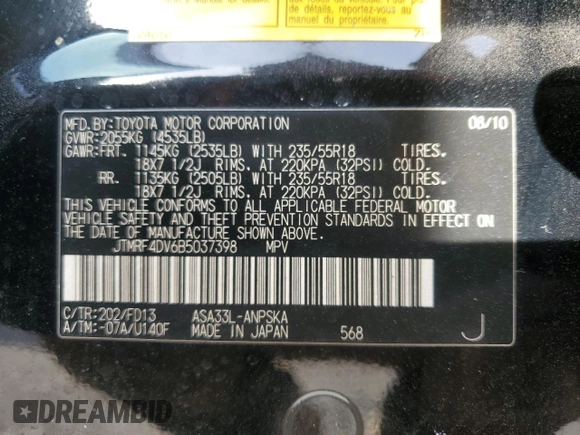 de détails, reportez-vous au
manuel du propriétaire.
MFD.BY:TOYOTA MOTOR CORPORATION 08/10
GVWR:2055KG (4535LB)
GAWR:FRT. 1145KG (2535LB) WITH 235/55R18 TIRES.
18X7 1/2J RIMS. AT 220KPA (32PSI) COLD.
RR. 1135KG (2505LB) WITH 235/55R18 TIRES.
18X7 1/2J RIMS. AT 220KPA (32PSI) COLD.
THIS VEHICLE CONFORMS TO ALL APPLICABLE FEDERAL MOTOR
VEHICLE SAFETY AND THEFT PREVENTION STANDARDS IN EFFECT ON
THE DATE OF MANUFACTURE SHOWN ABOVE.
JTMRF4DV6B5037398 MPV
C/TR:202/FD13 ASA33L-ANPSKA
A/TM:-07A/U140F MADE IN JAPAN 568 J
DREAMBID